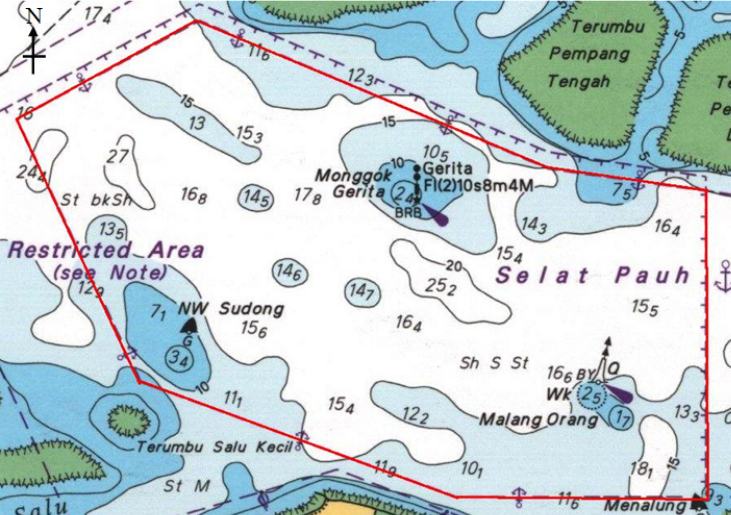 N
17₄
11₆
Terumbu
Pempang
Tengah
12₃
15
13
15₃
16
15
10₅
10
Gerita
Fl(2)10s8m4M
Monggok
Gerita
2₄
BRB
27
24₄
St bkSh
16₈
14₅
17₈
7₅
14₃
16₄
13₅
15₄
Restricted Area
(see Note)
Selat Pauh
20
25₂
14₆
14₇
12₉
7₁
NW Sudong
G
3₄
15₆
16₄
15₅
Sh S St
16₆
BY
Q
Wk
2₅
1₇
Malang Orang
13₃
10
11₁
15₄
12₂
Terumbu Salu Kecil
11₉
10₁
18₁
15
St M
11₆
Menalung
Salu
5
5